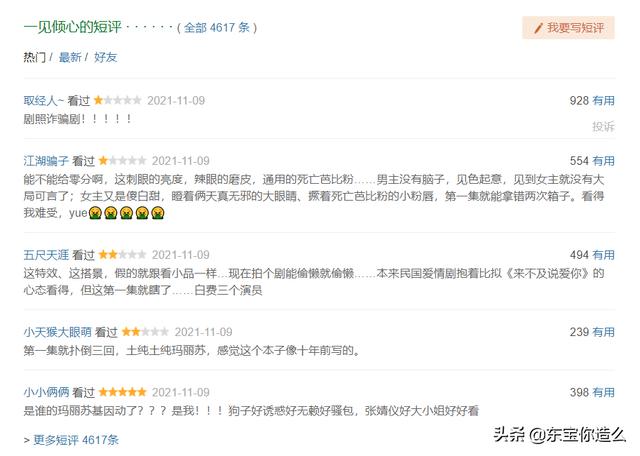 一见倾心的短评 · · · · · · ( 全部 4617 条 )
我要写短评
热门 / 最新 / 好友
取经人~ 看过 2021-11-09
928 有用
剧照诈骗剧！！！！！
投诉
江湖骗子 看过 2021-11-09
554 有用
能不能给零分啊，这刺眼的亮度，辣眼的磨皮，通用的死亡芭比粉……男主没有脑子，见色起意，见到女主就没有大
局可言了；女主又是傻白甜，瞪着俩天真无邪的大眼睛、撅着死亡芭比粉的小粉唇，第一集就能拿错两次箱子。看得
我难受，yue🤮🤮🤮🤮🤮
五尺天涯 看过 2021-11-09
494 有用
这特效、这搭景，假的就跟看小品一样...现在拍个剧能偷懒就偷懒……本来民国爱情剧抱着比拟《来不及说爱你》的
心态看得，但这第一集就瞎了……白费三个演员
小天猴大眼萌 看过 2021-11-09
239 有用
第一集就扑倒三回，土纯土纯玛丽苏，感觉这个本子像十年前写的。
小小俩俩 看过 2021-11-09
398 有用
是谁的玛丽苏基因动了？？？是我！！！狗子好诱惑好无赖好骚包，张婧仪好大小姐好好看
> 更多短评 4617条
头条 @东宝你造么